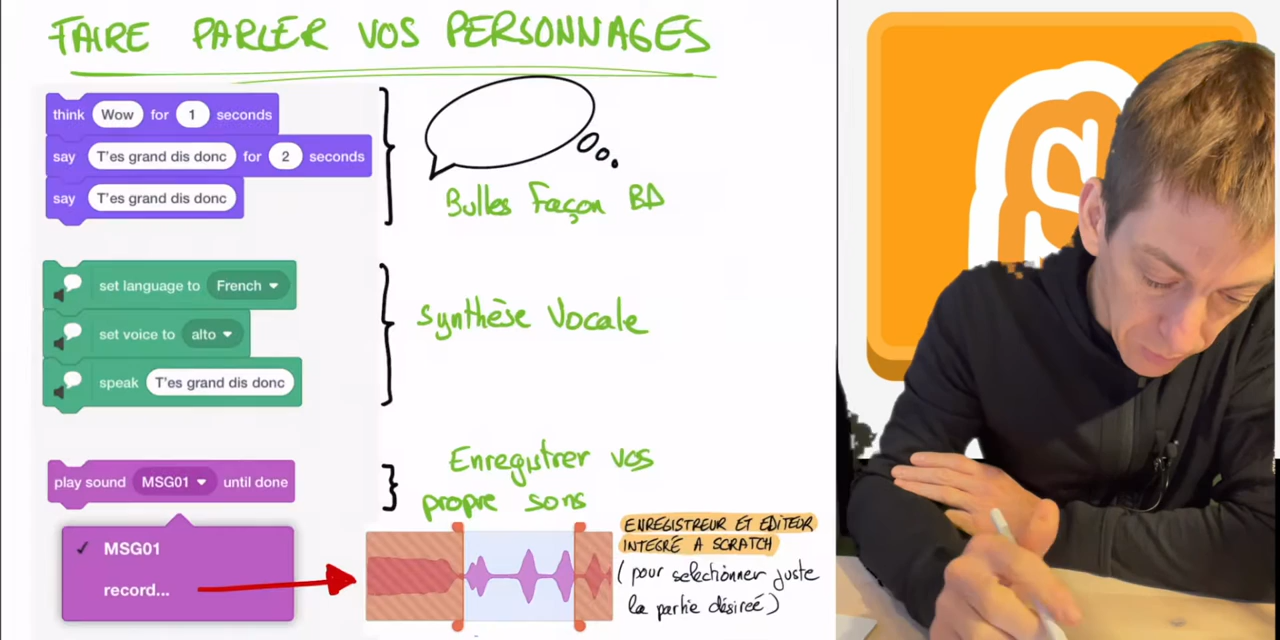 FAIRE PARLER VOS PERSONNAGES
think Wow for 1 seconds
say T'es grand dis donc for 2 seconds
say T'es grand dis donc
Bulles Façon BD
set language to French
set voice to alto
speak T'es grand dis donc
Synthèse Vocale
play sound MSG01 until done
✓ MSG01
record...
Enregistrer vos
propre sons
ENREGISTREUR ET EDITEUR
INTEGRÉ A SCRATCH
(pour selectionner juste
la partie désireé)
S